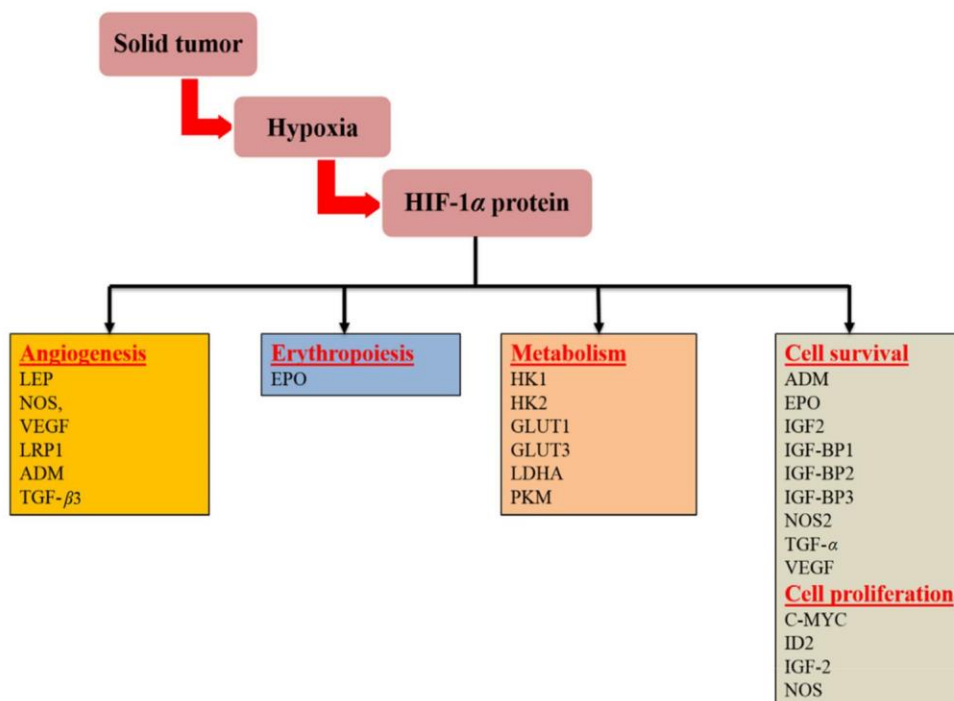 Solid tumor
Hypoxia
HIF-1α protein
Angiogenesis
LEP
NOS,
VEGF
LRP1
ADM
TGF-β3
Erythropoiesis
EPO
Metabolism
HK1
HK2
GLUT1
GLUT3
LDHA
PKM
Cell survival
ADM
EPO
IGF2
IGF-BP1
IGF-BP2
IGF-BP3
NOS2
TGF-α
VEGF
Cell proliferation
C-MYC
ID2
IGF-2
NOS